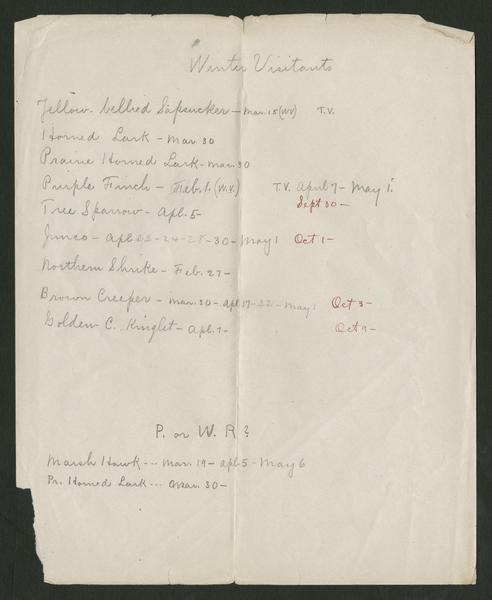 Winter Visitants
Yellow-bellied Sapsucker - Mar. 15 (WV) T.V.
Horned Lark - Mar 30
Prairie Horned Lark - Mar. 30
Purple Finch - Feb. 1. (W.V.) T.V. April 7 - May 1.
Sept 30 -
Tree Sparrow - Apl. 5 -
Junco - Apl 23 - 24 - 28 - 30 - May 1 Oct 1 -
Northern Shrike - Feb. 27 -
Brown Creeper - Mar. 30 - Apl 17 - 22 - May 1 Oct 3 -
Golden C. Kinglet - Apl. 7 - Oct 9 -
P. or W. R?
Marsh Hawk --- Mar. 19 - Apl. 5 - May 6
Pr. Horned Lark --- Mar. 30 -